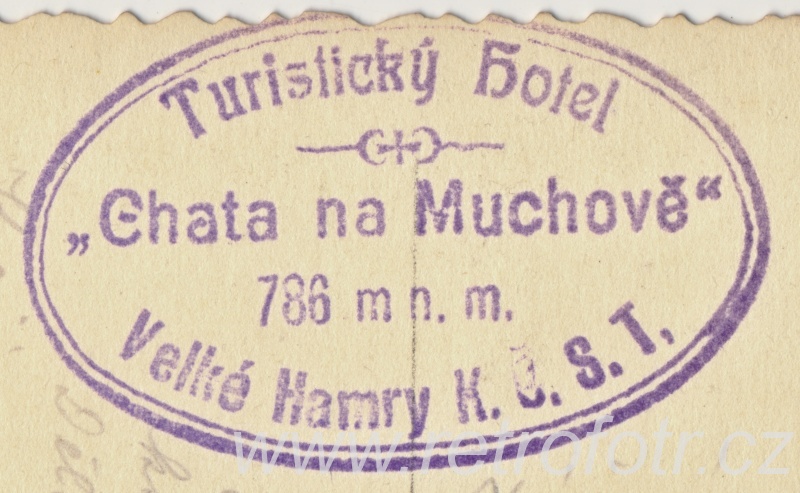 Turistický Hotel
„Chata na Muchově“
786 m n. m.
Velké Hamry K. Č. S. T.
www.retrofotr.cz